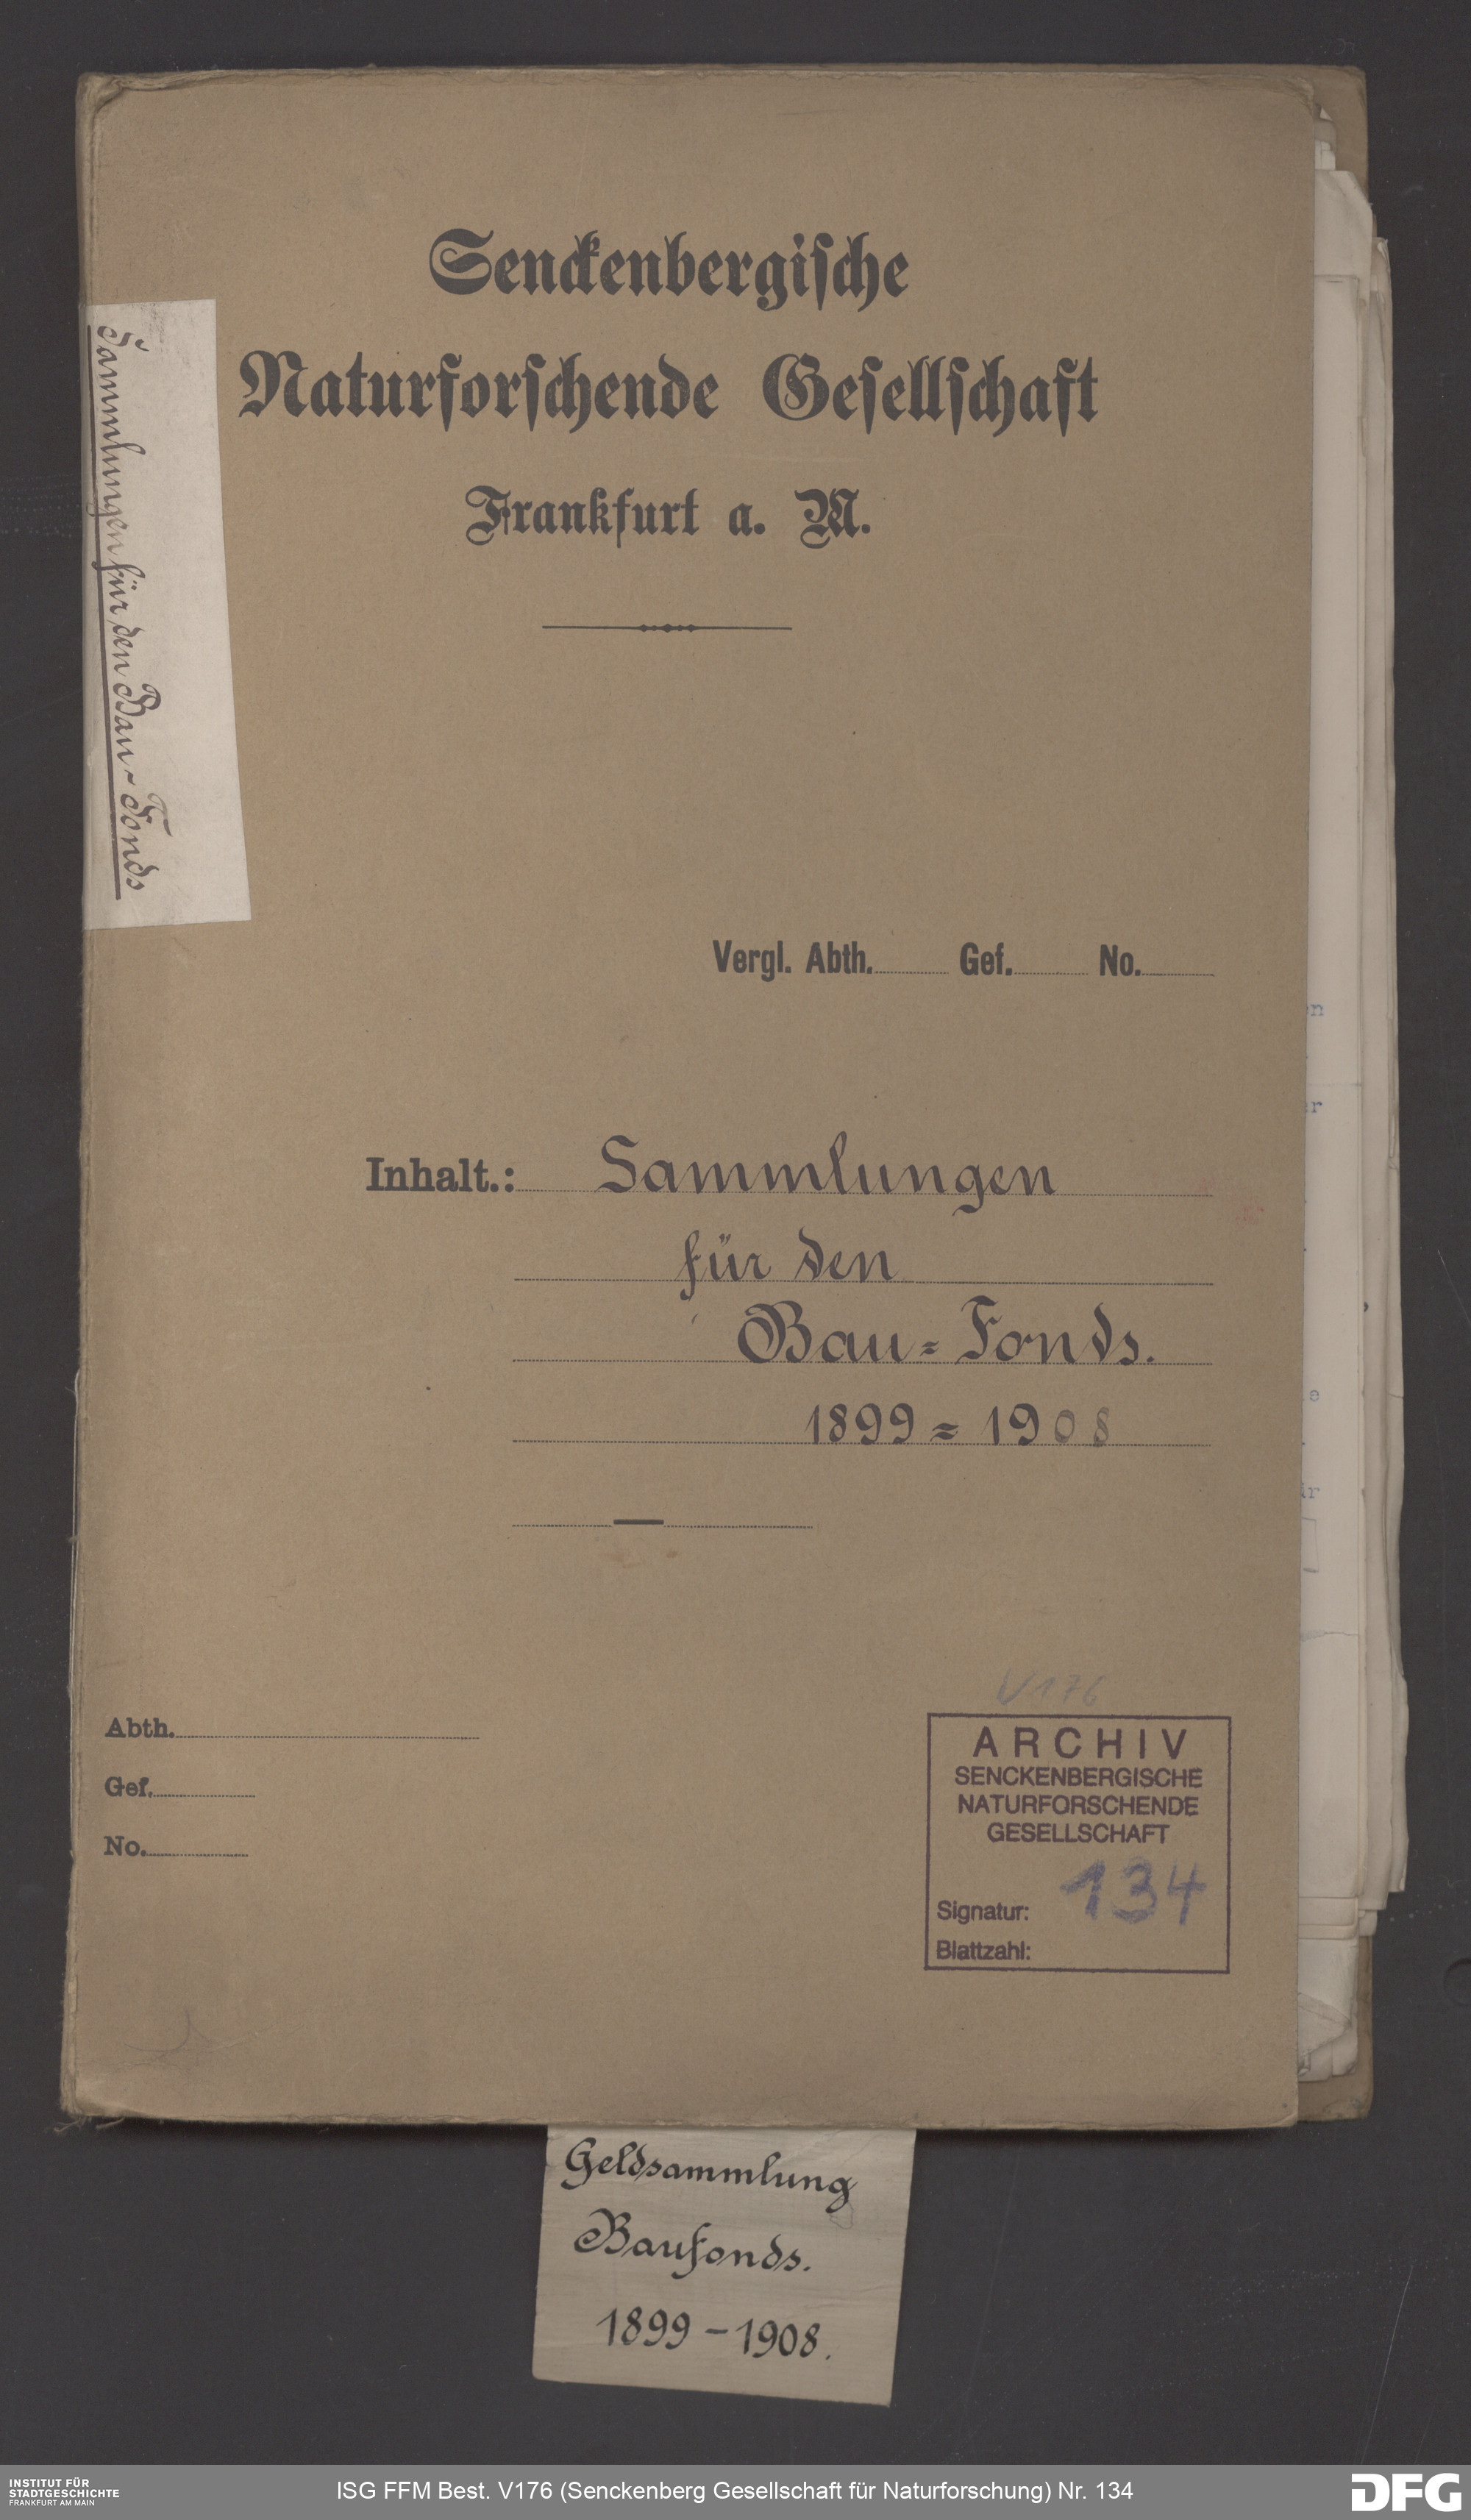 Senckenbergische
Naturforschende Gesellschaft
Frankfurt a. M.
Sammlungen für den Bau-Fonds
Vergl. Abth. Gef. No.
Inhalt.: Sammlungen
für den
Bau=Fonds.
1899=1908
Abth.
Gef.
No.
V176
ARCHIV
SENCKENBERGISCHE
NATURFORSCHENDE
GESELLSCHAFT
Signatur: 134
Blattzahl:
Geldsammlung
Baufonds.
1899-1908.
INSTITUT FÜR
STADTGESCHICHTE
FRANKFURT AM MAIN
ISG FFM Best. V176 (Senckenberg Gesellschaft für Naturforschung) Nr. 134
DFG